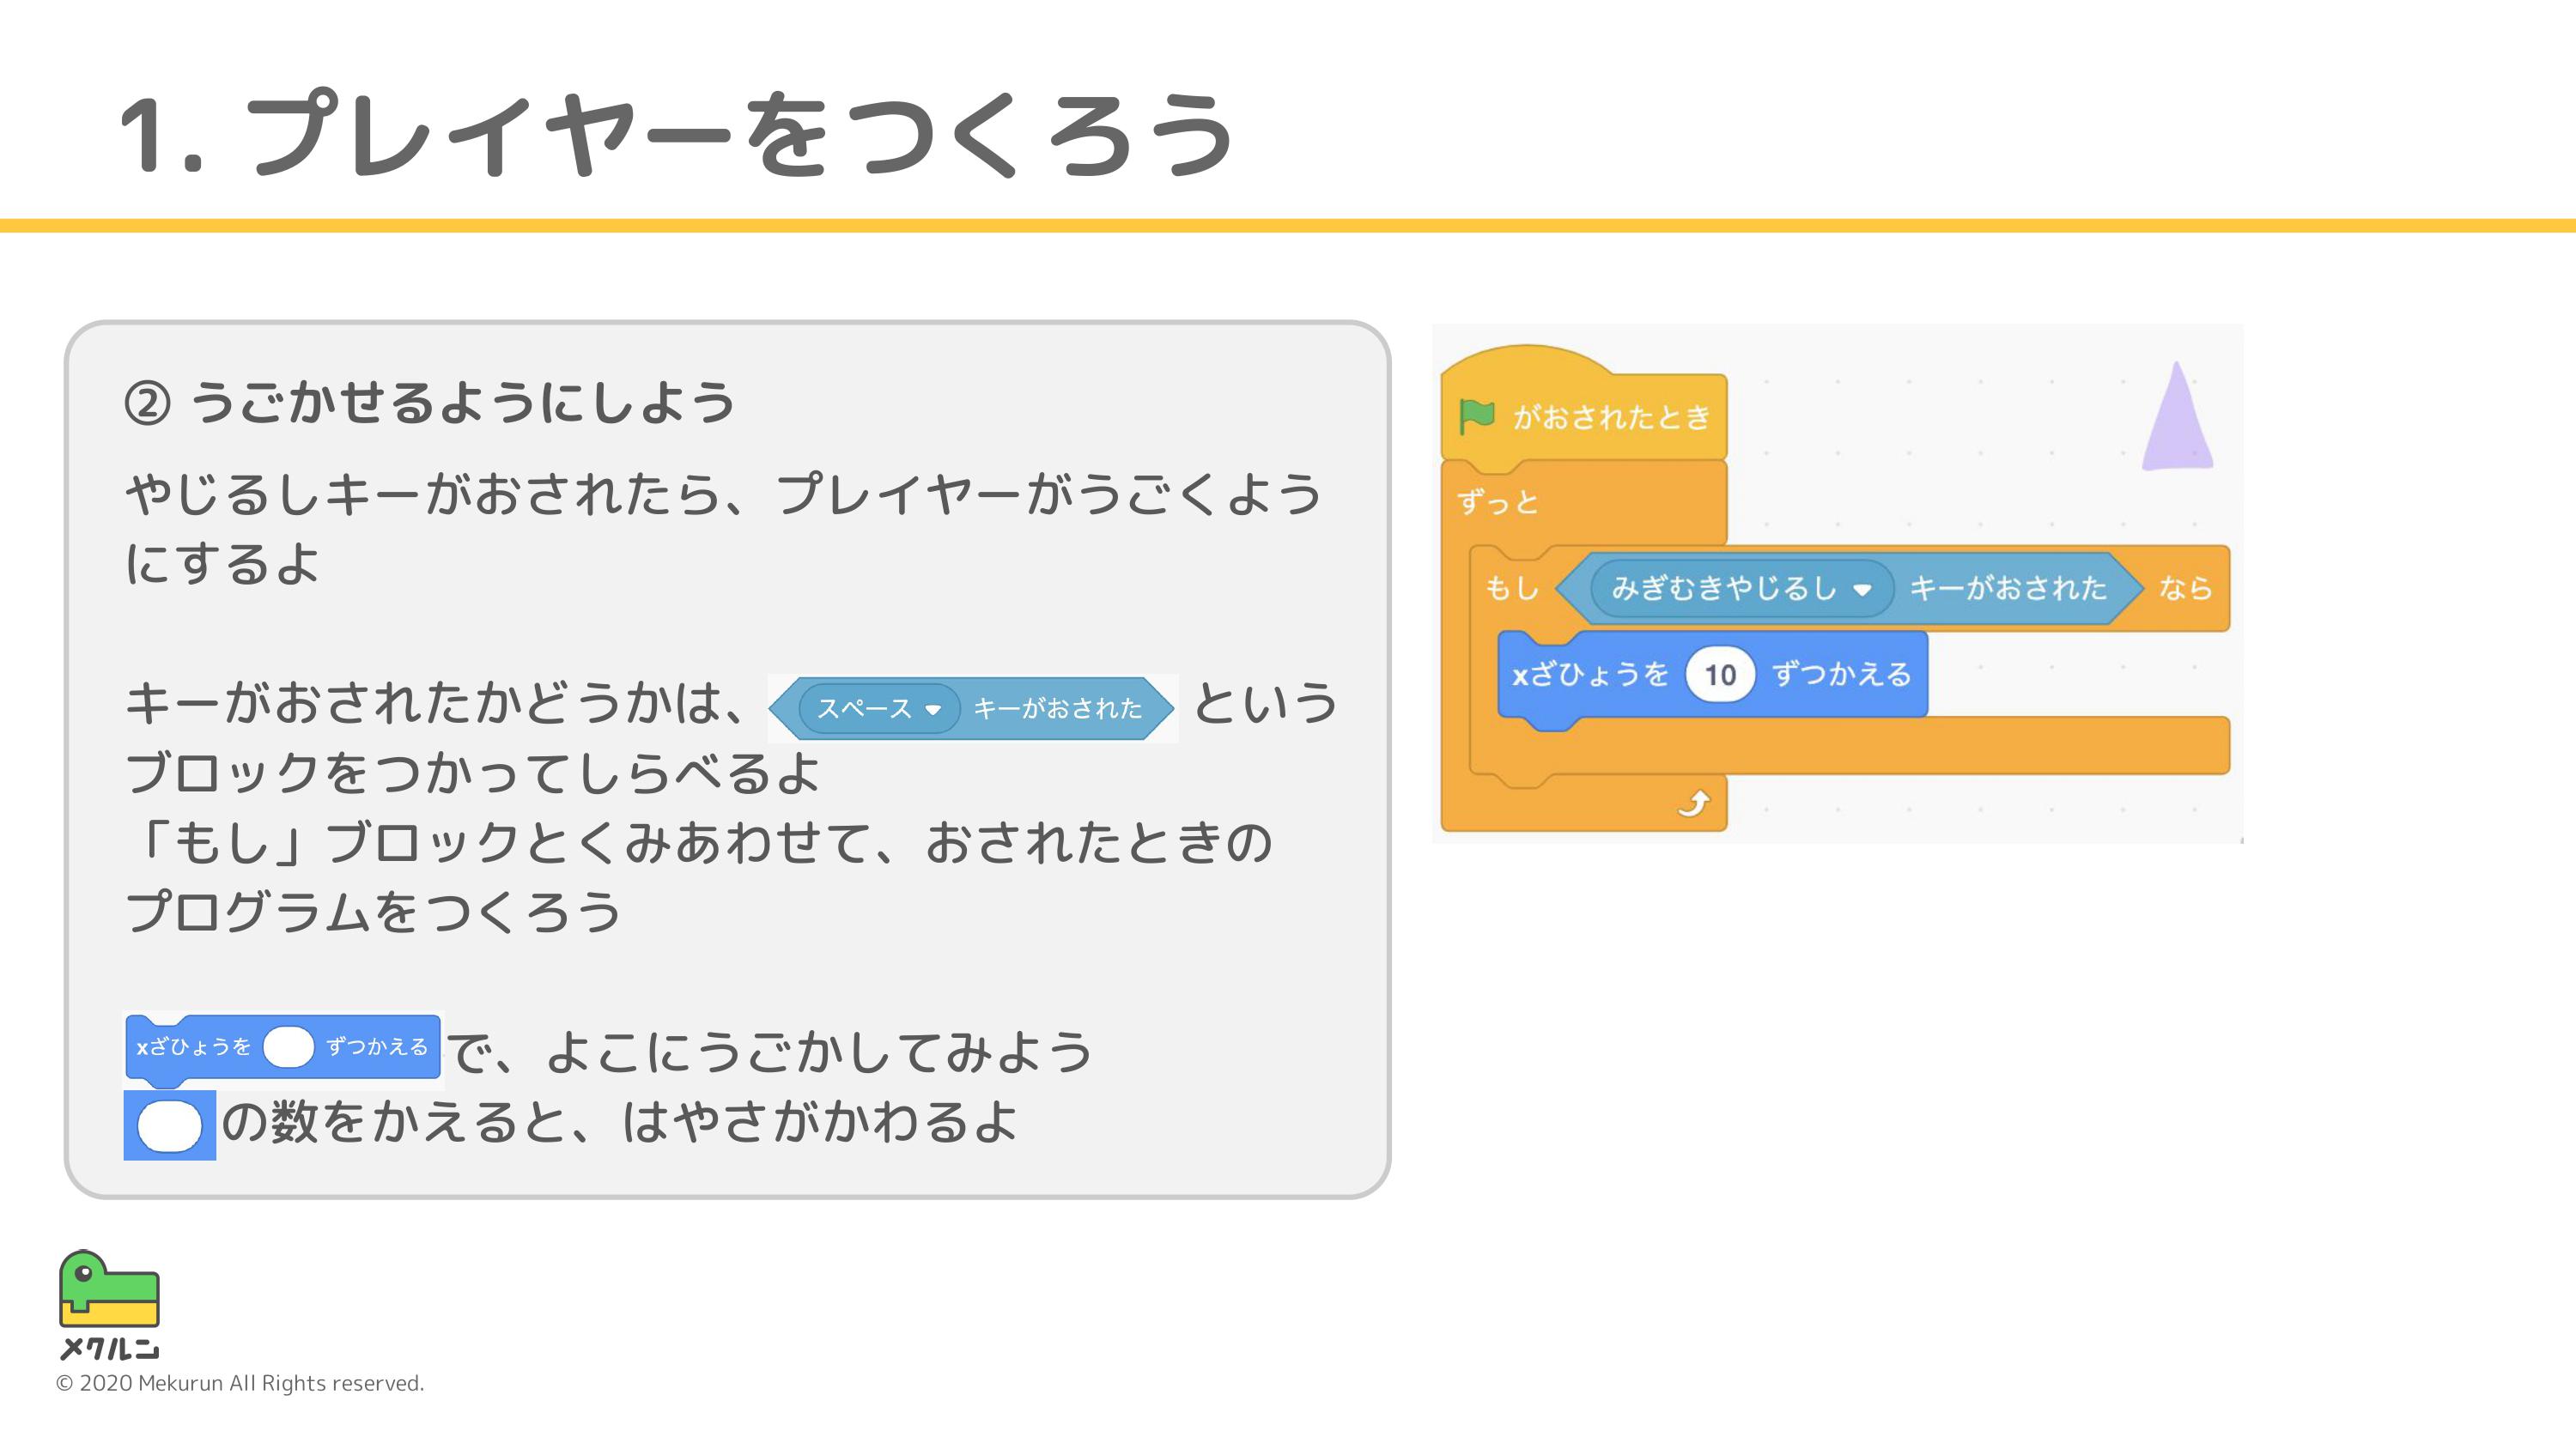 1. プレイヤーをつくろう
② うごかせるようにしよう
やじるしキーがおされたら、プレイヤーがうごくよう
にするよ
キーがおされたかどうかは、 スペース キーがおされた という
ブロックをつかってしらべるよ
「もし」ブロックとくみあわせて、おされたときの
プログラムをつくろう
xざひょうを ずつかえる で、よこにうごかしてみよう
の数をかえると、はやさがかわるよ
がおされたとき
ずっと
もし みぎむきやじるし キーがおされた なら
xざひょうを 10 ずつかえる
メクルン
© 2020 Mekurun All Rights reserved.